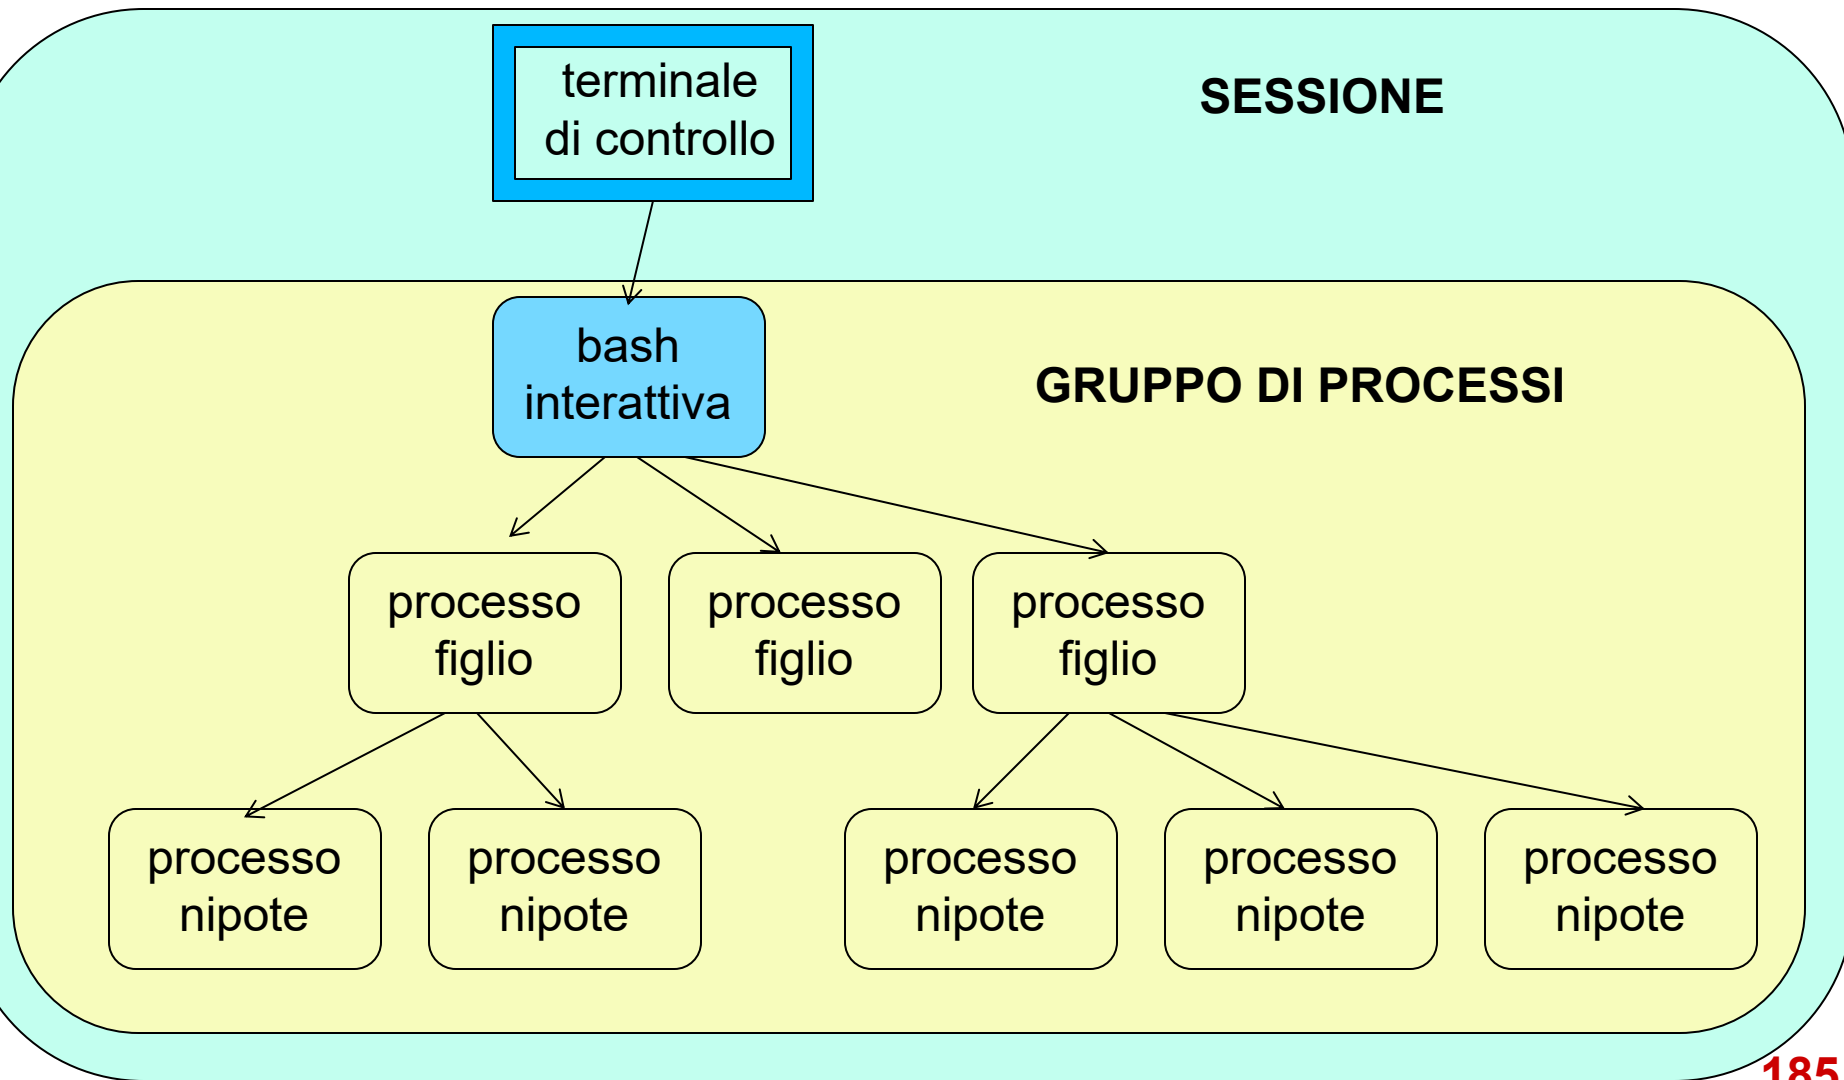 terminale
di controllo
SESSIONE
bash
interattiva
GRUPPO DI PROCESSI
processo
figlio
processo
figlio
processo
figlio
processo
nipote
processo
nipote
processo
nipote
processo
nipote
processo
nipote
185